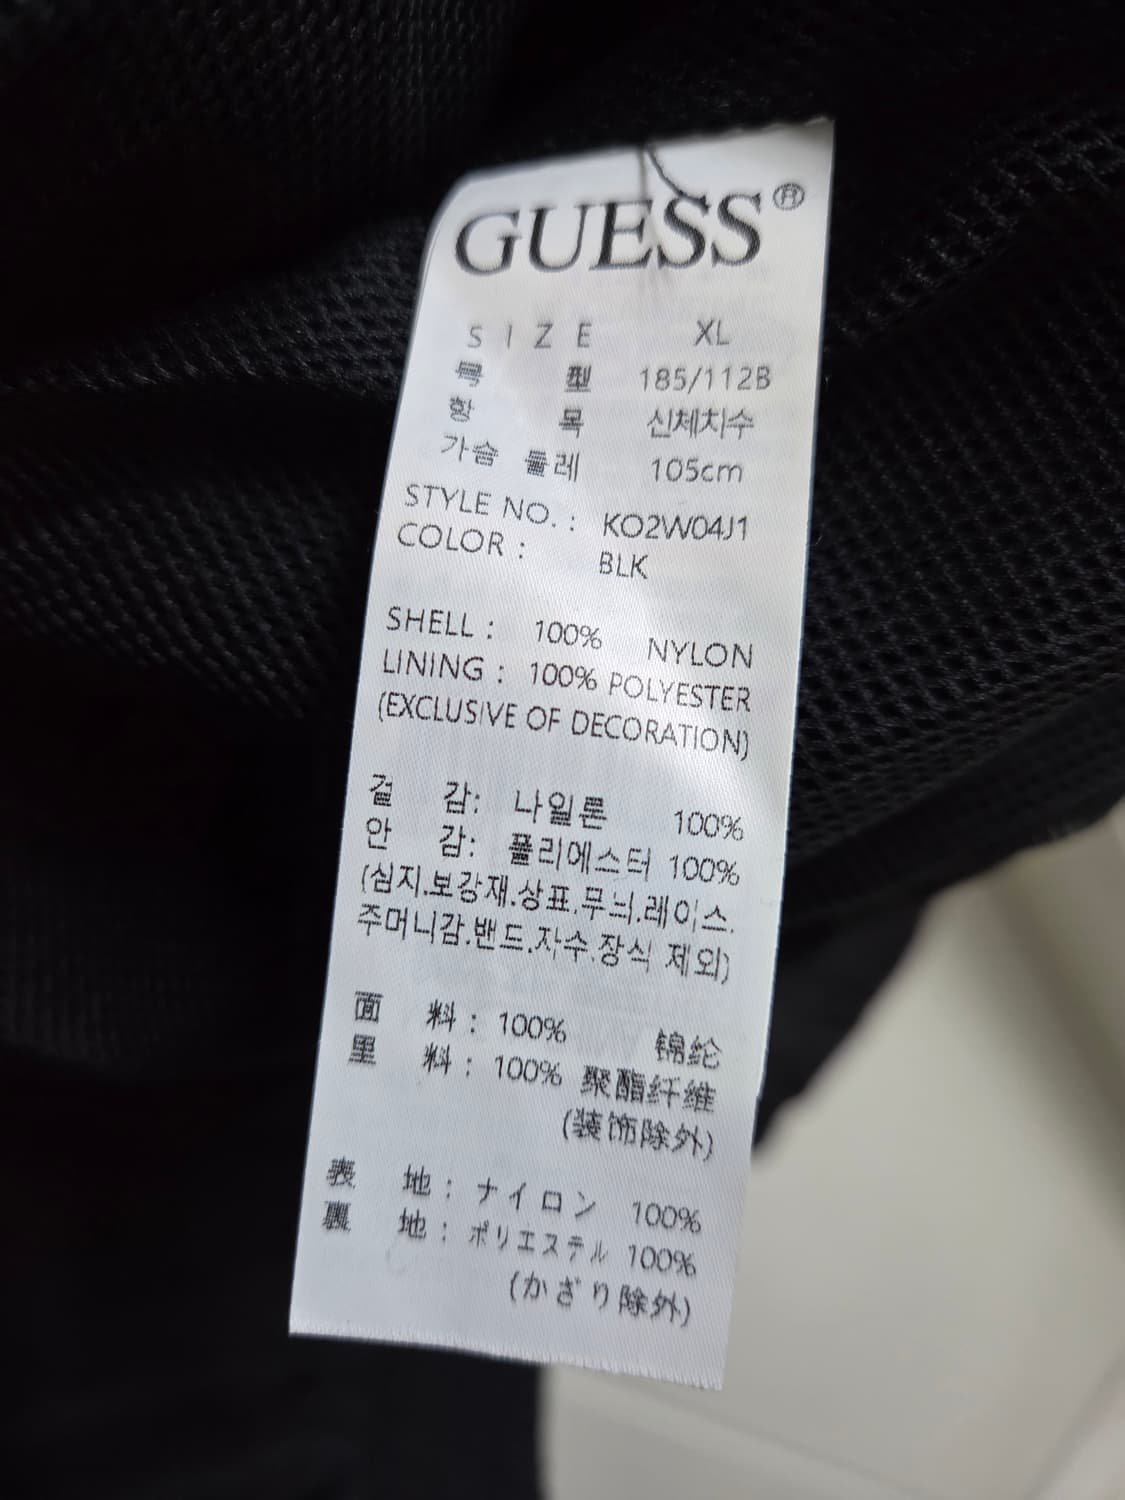 GUESS®
SIZE XL
号型 185/112B
항목 신체치수
가슴 둘레 105cm
STYLE NO. : KO2W04J1
COLOR : BLK
SHELL : 100% NYLON
LINING : 100% POLYESTER
(EXCLUSIVE OF DECORATION)
겉감: 나일론 100%
안감: 폴리에스터 100%
(심지.보강재.상표.무늬.레이스.
주머니감.밴드.자수.장식 제외)
面料 : 100% 锦纶
里料 : 100% 聚酯纤维
(装饰除外)
表地 : ナイロン 100%
裏地 : ポリエステル 100%
(かざり除外)